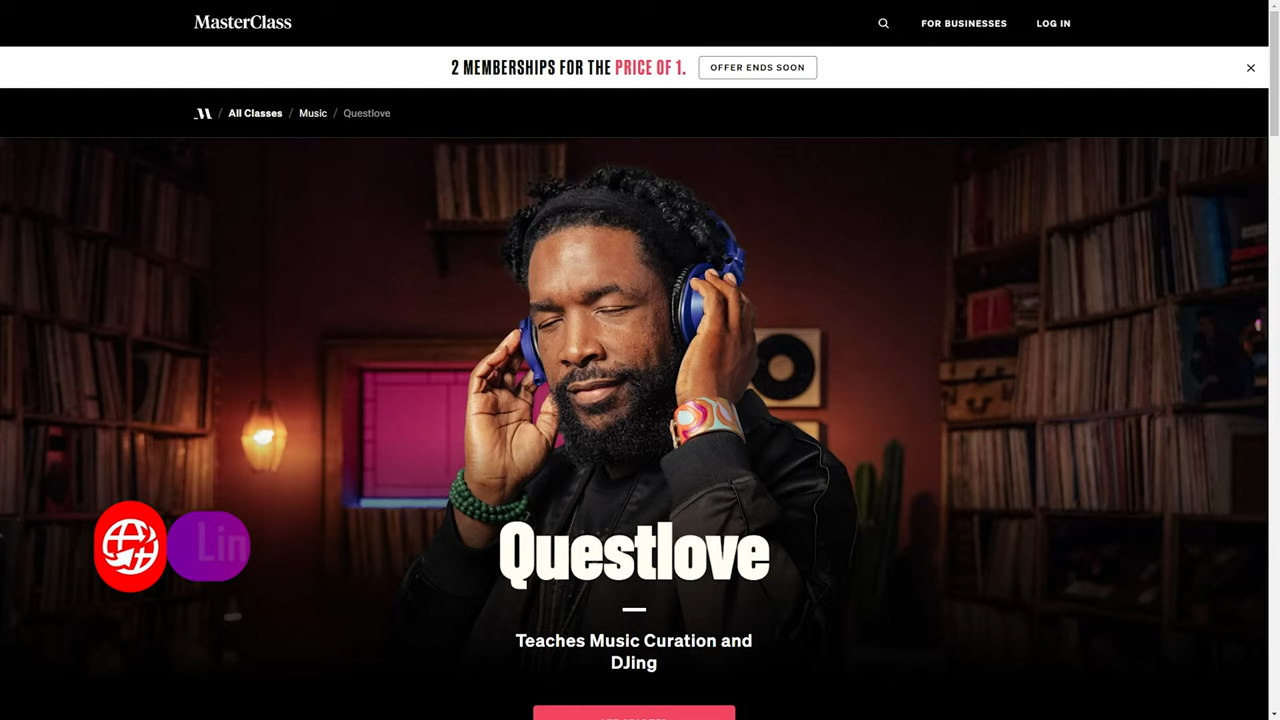 MasterClass
FOR BUSINESSES
LOG IN
2 MEMBERSHIPS FOR THE PRICE OF 1.
OFFER ENDS SOON
/ All Classes / Music / Questlove
Lin
Questlove
Teaches Music Curation and
DJing